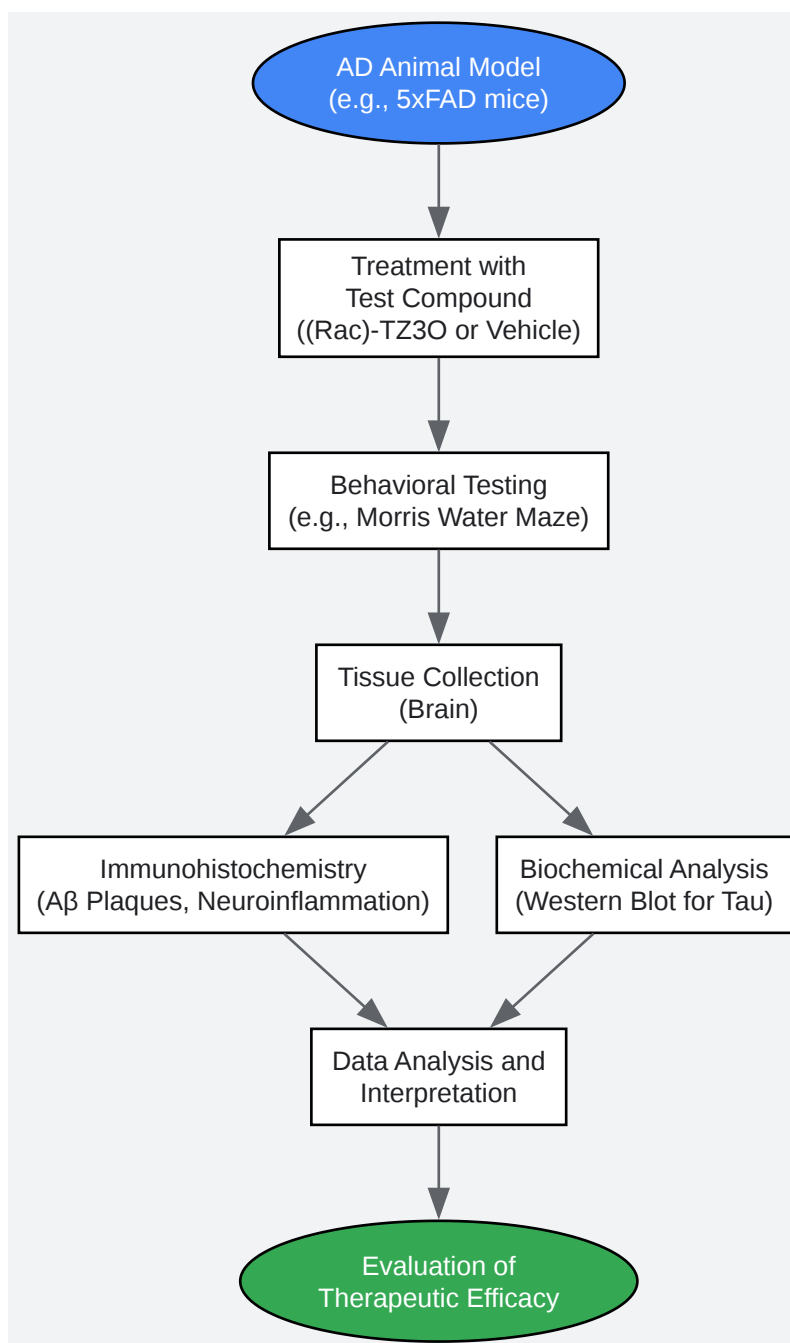 AD Animal Model
(e.g., 5xFAD mice)
Treatment with
Test Compound
((Rac)-TZ3O or Vehicle)
Behavioral Testing
(e.g., Morris Water Maze)
Tissue Collection
(Brain)
Immunohistochemistry
(Aβ Plaques, Neuroinflammation)
Biochemical Analysis
(Western Blot for Tau)
Data Analysis and
Interpretation
Evaluation of
Therapeutic Efficacy